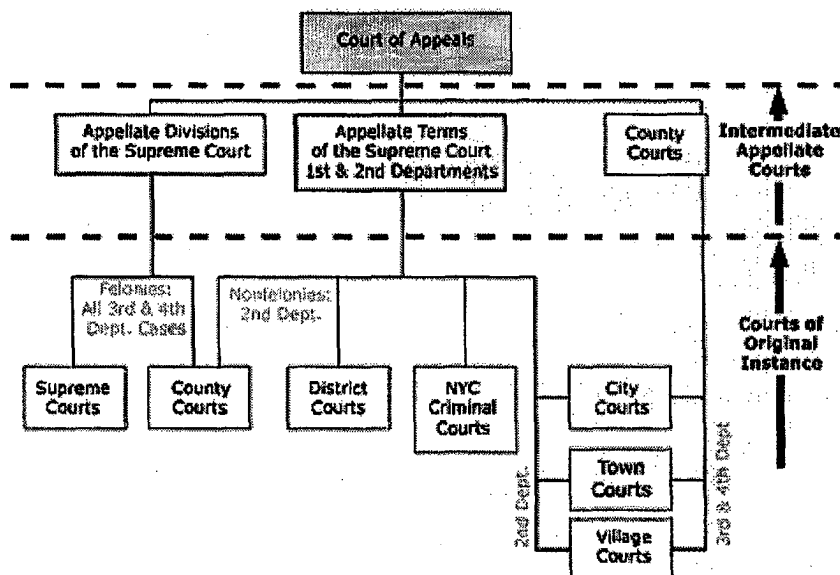 Court of Appeals
Appellate Divisions
of the Supreme Court
Appellate Terms
of the Supreme Court
1st & 2nd Departments
County
Courts
Intermediate
Appellate
Courts
Felonies:
All 3rd & 4th
Dept. Cases
Nonfelonies:
2nd Dept.
Courts of
Original
Instance
Supreme
Courts
County
Courts
District
Courts
NYC
Criminal
Courts
City
Courts
Town
Courts
Village
Courts
2nd Dept.
3rd & 4th Dept